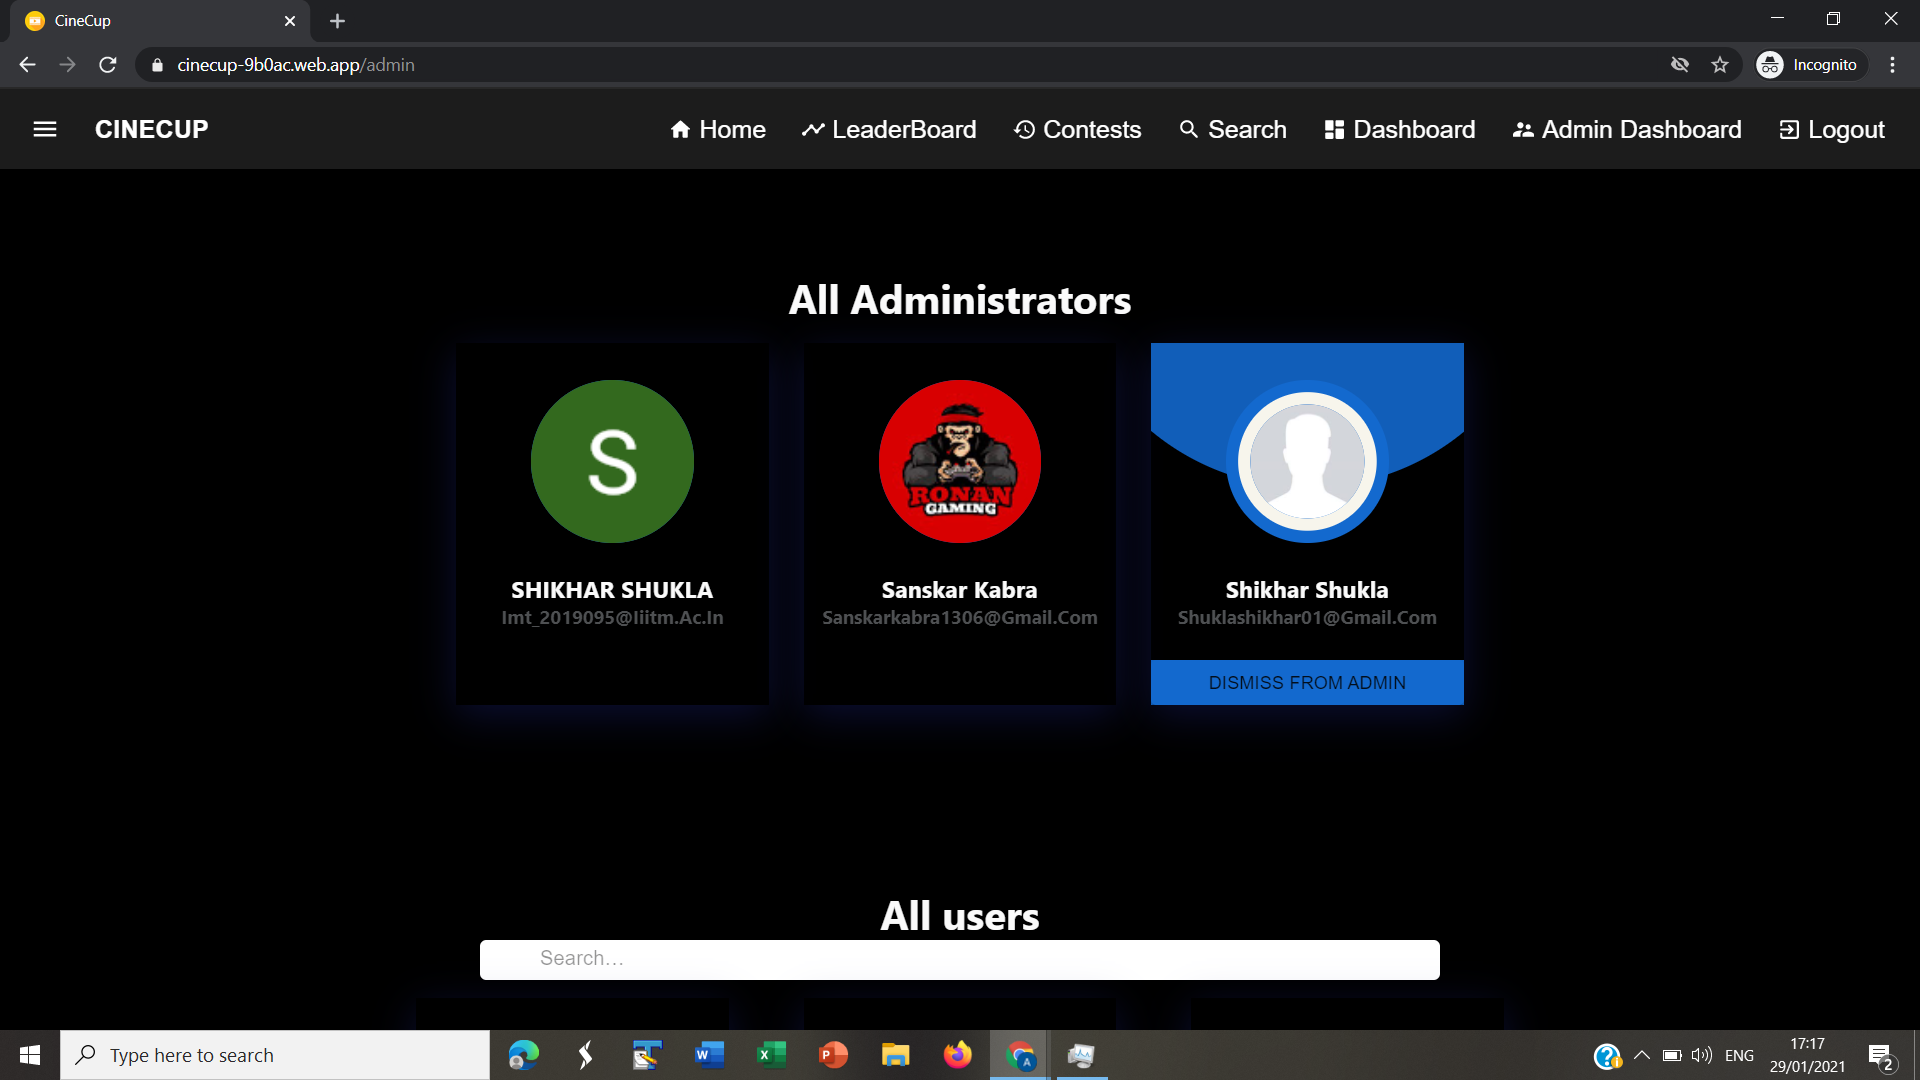 CineCup
cinecup-9b0ac.web.app/admin
Incognito
CINECUP
Home
LeaderBoard
Contests
Search
Dashboard
Admin Dashboard
Logout
All Administrators
S
RONAN
GAMING
SHIKHAR SHUKLA
Imt_2019095@Iiitm.Ac.In
Sanskar Kabra
Sanskarkabra1306@Gmail.Com
Shikhar Shukla
Shuklashikhar01@Gmail.Com
DISMISS FROM ADMIN
All users
Search...
Type here to search
W
X
P
A
?
ENG
17:17
29/01/2021
2